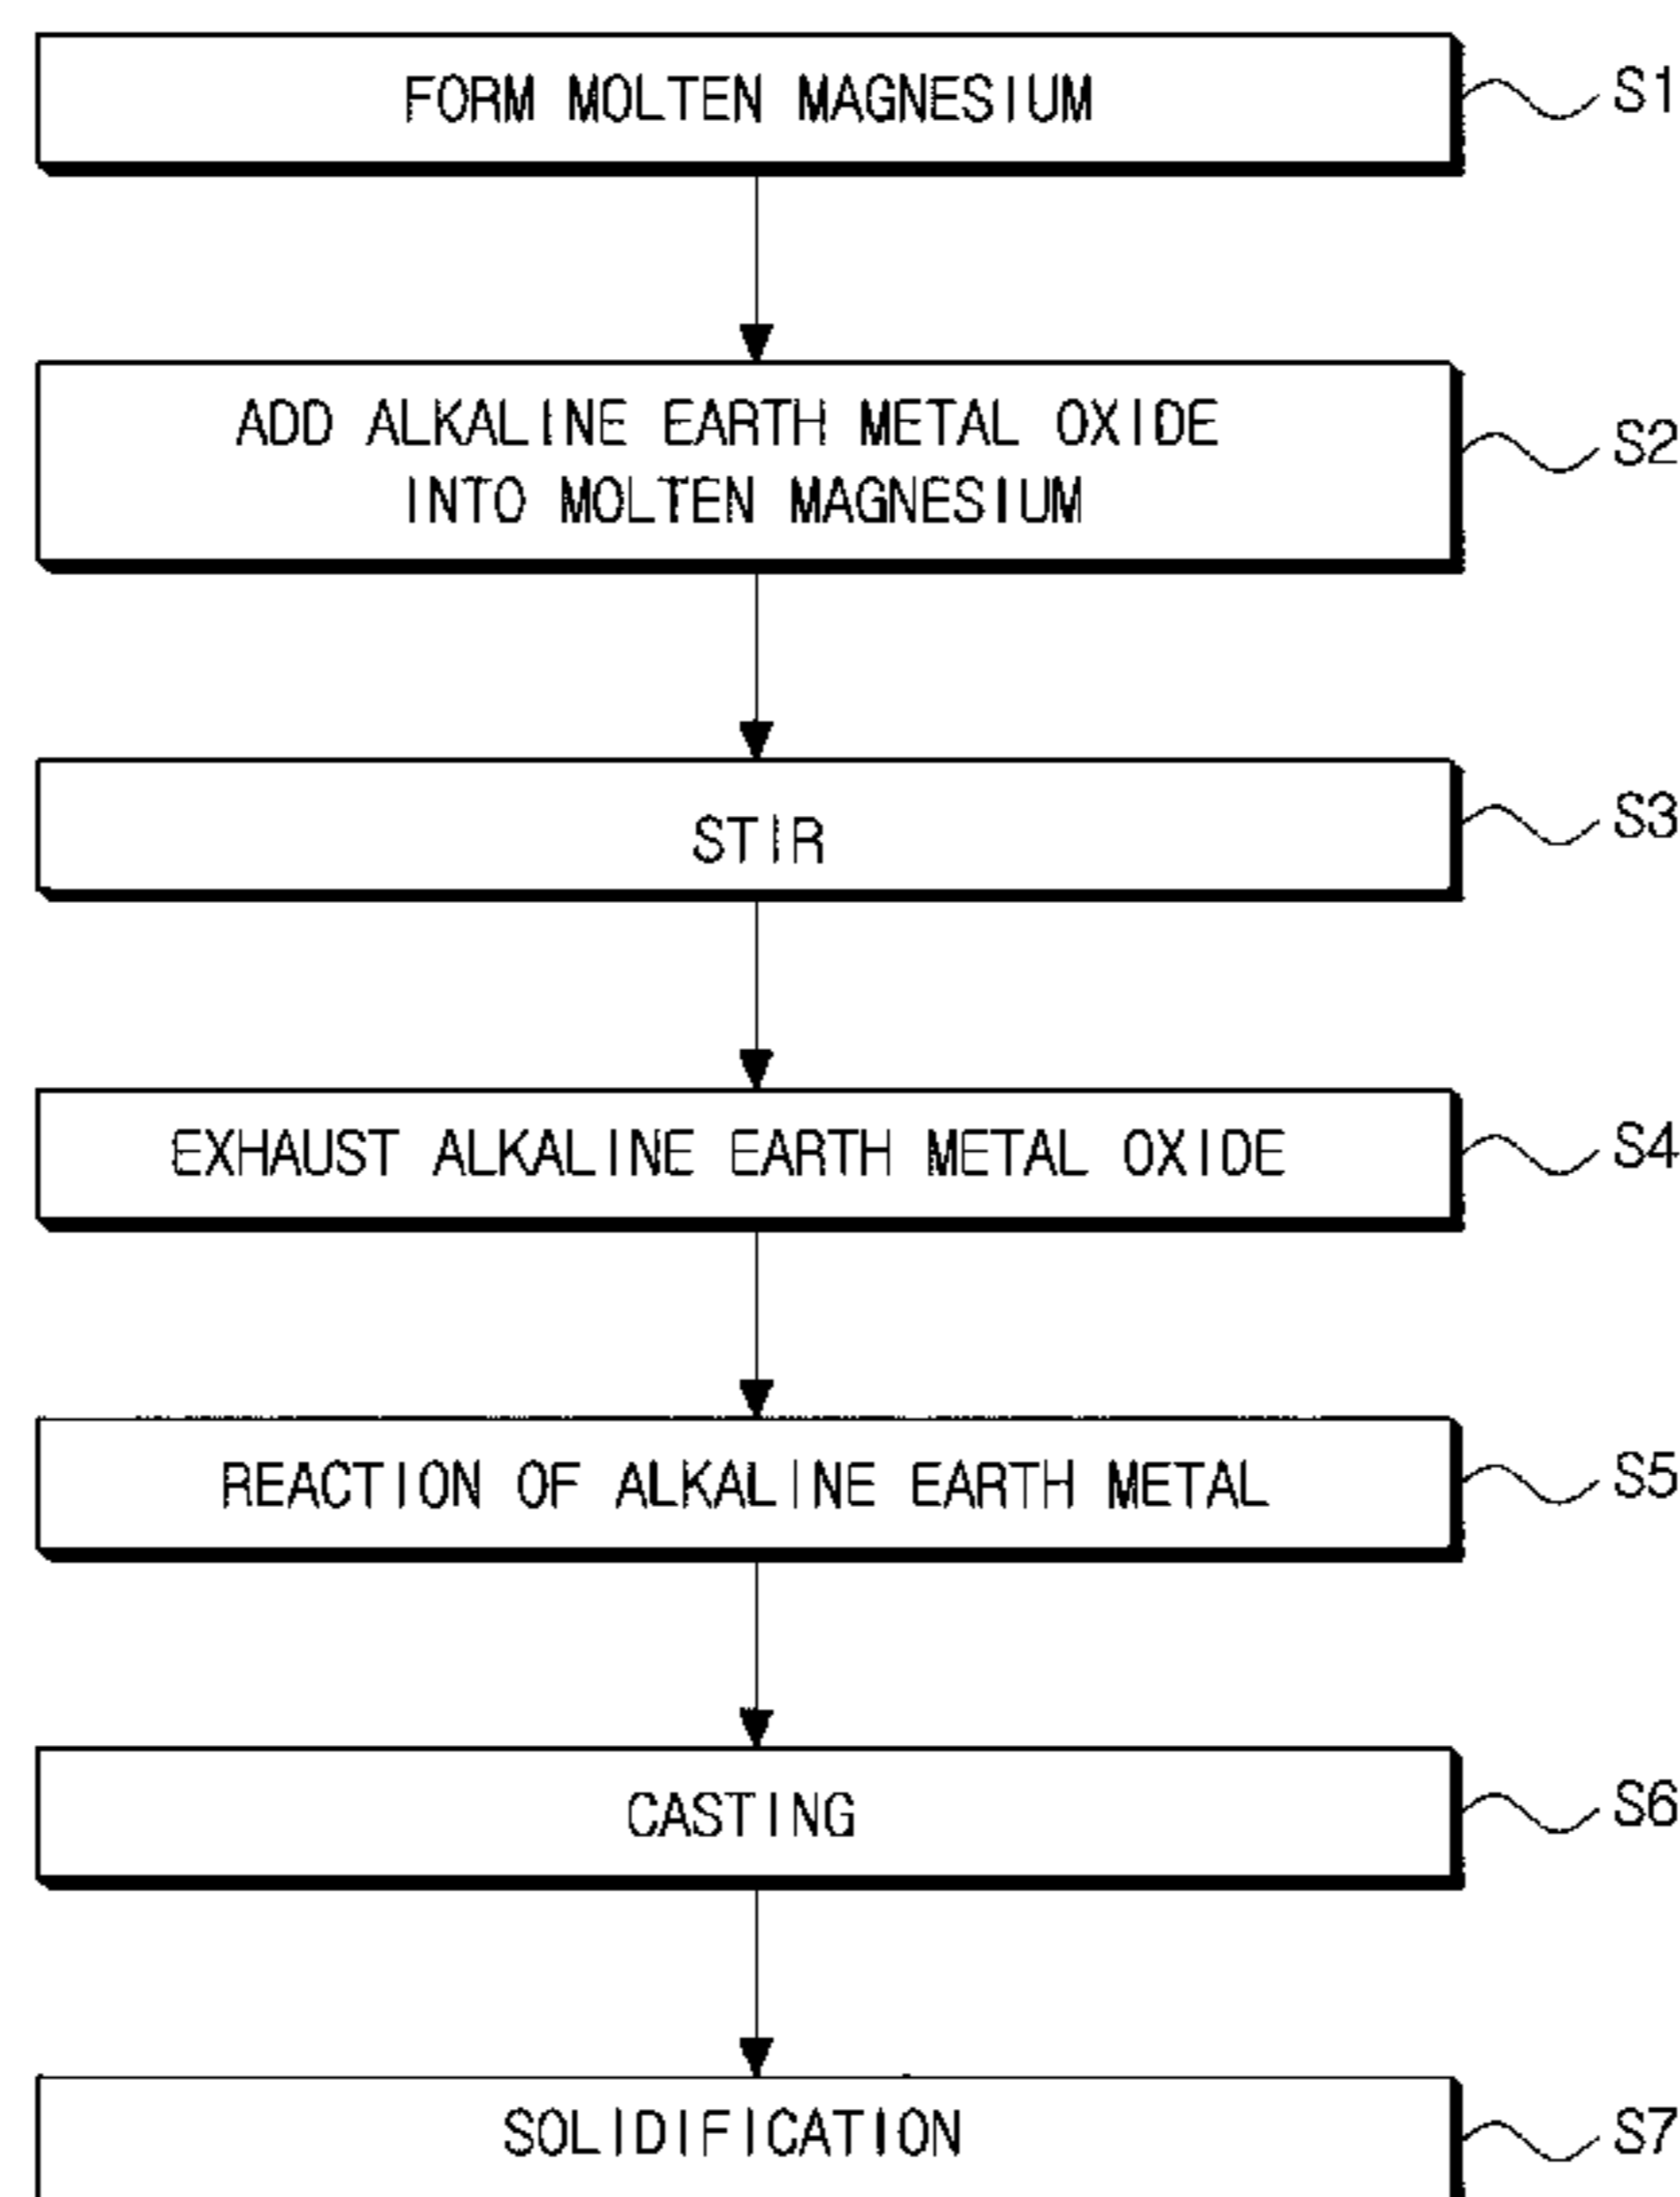 FORM MOLTEN MAGNESIUM
S1
ADD ALKALINE EARTH METAL OXIDE
INTO MOLTEN MAGNESIUM
S2
STIR
S3
EXHAUST ALKALINE EARTH METAL OXIDE
S4
REACTION OF ALKALINE EARTH METAL
S5
CASTING
S6
SOLIDIFICATION
S7